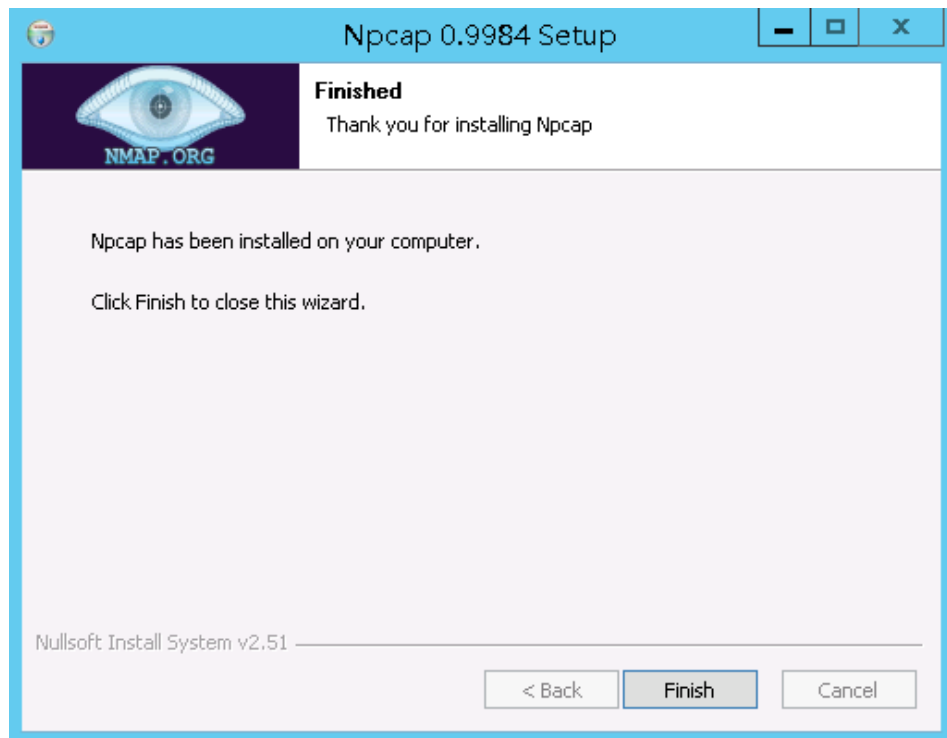 Npcap 0.9984 Setup
NMAP.ORG
Finished
Thank you for installing Npcap
Npcap has been installed on your computer.
Click Finish to close this wizard.
Nullsoft Install System v2.51
< Back
Finish
Cancel